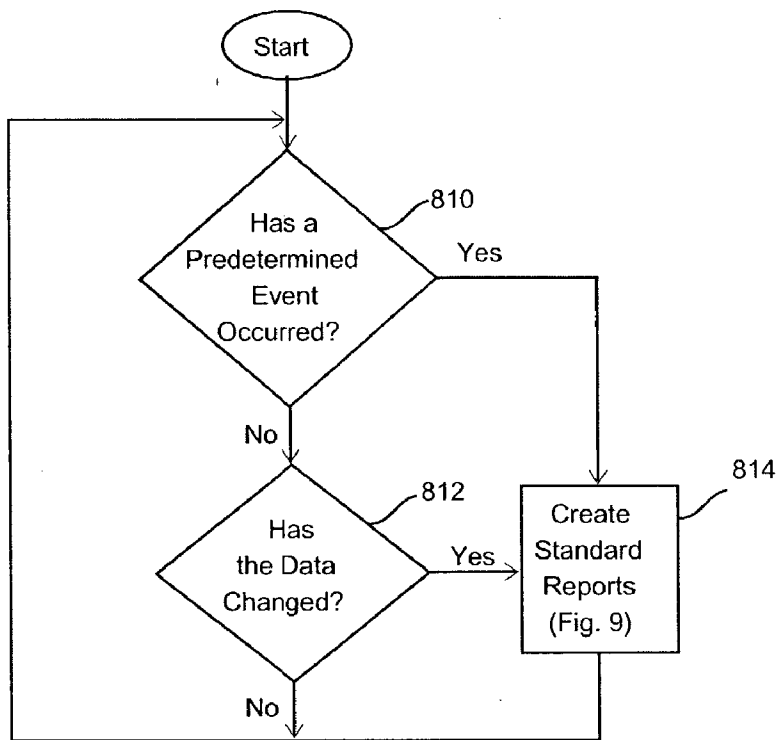 Start
810
Has a
Predetermined
Event
Occurred?
Yes
No
812
Has
the Data
Changed?
Yes
814
Create
Standard
Reports
(Fig. 9)
No